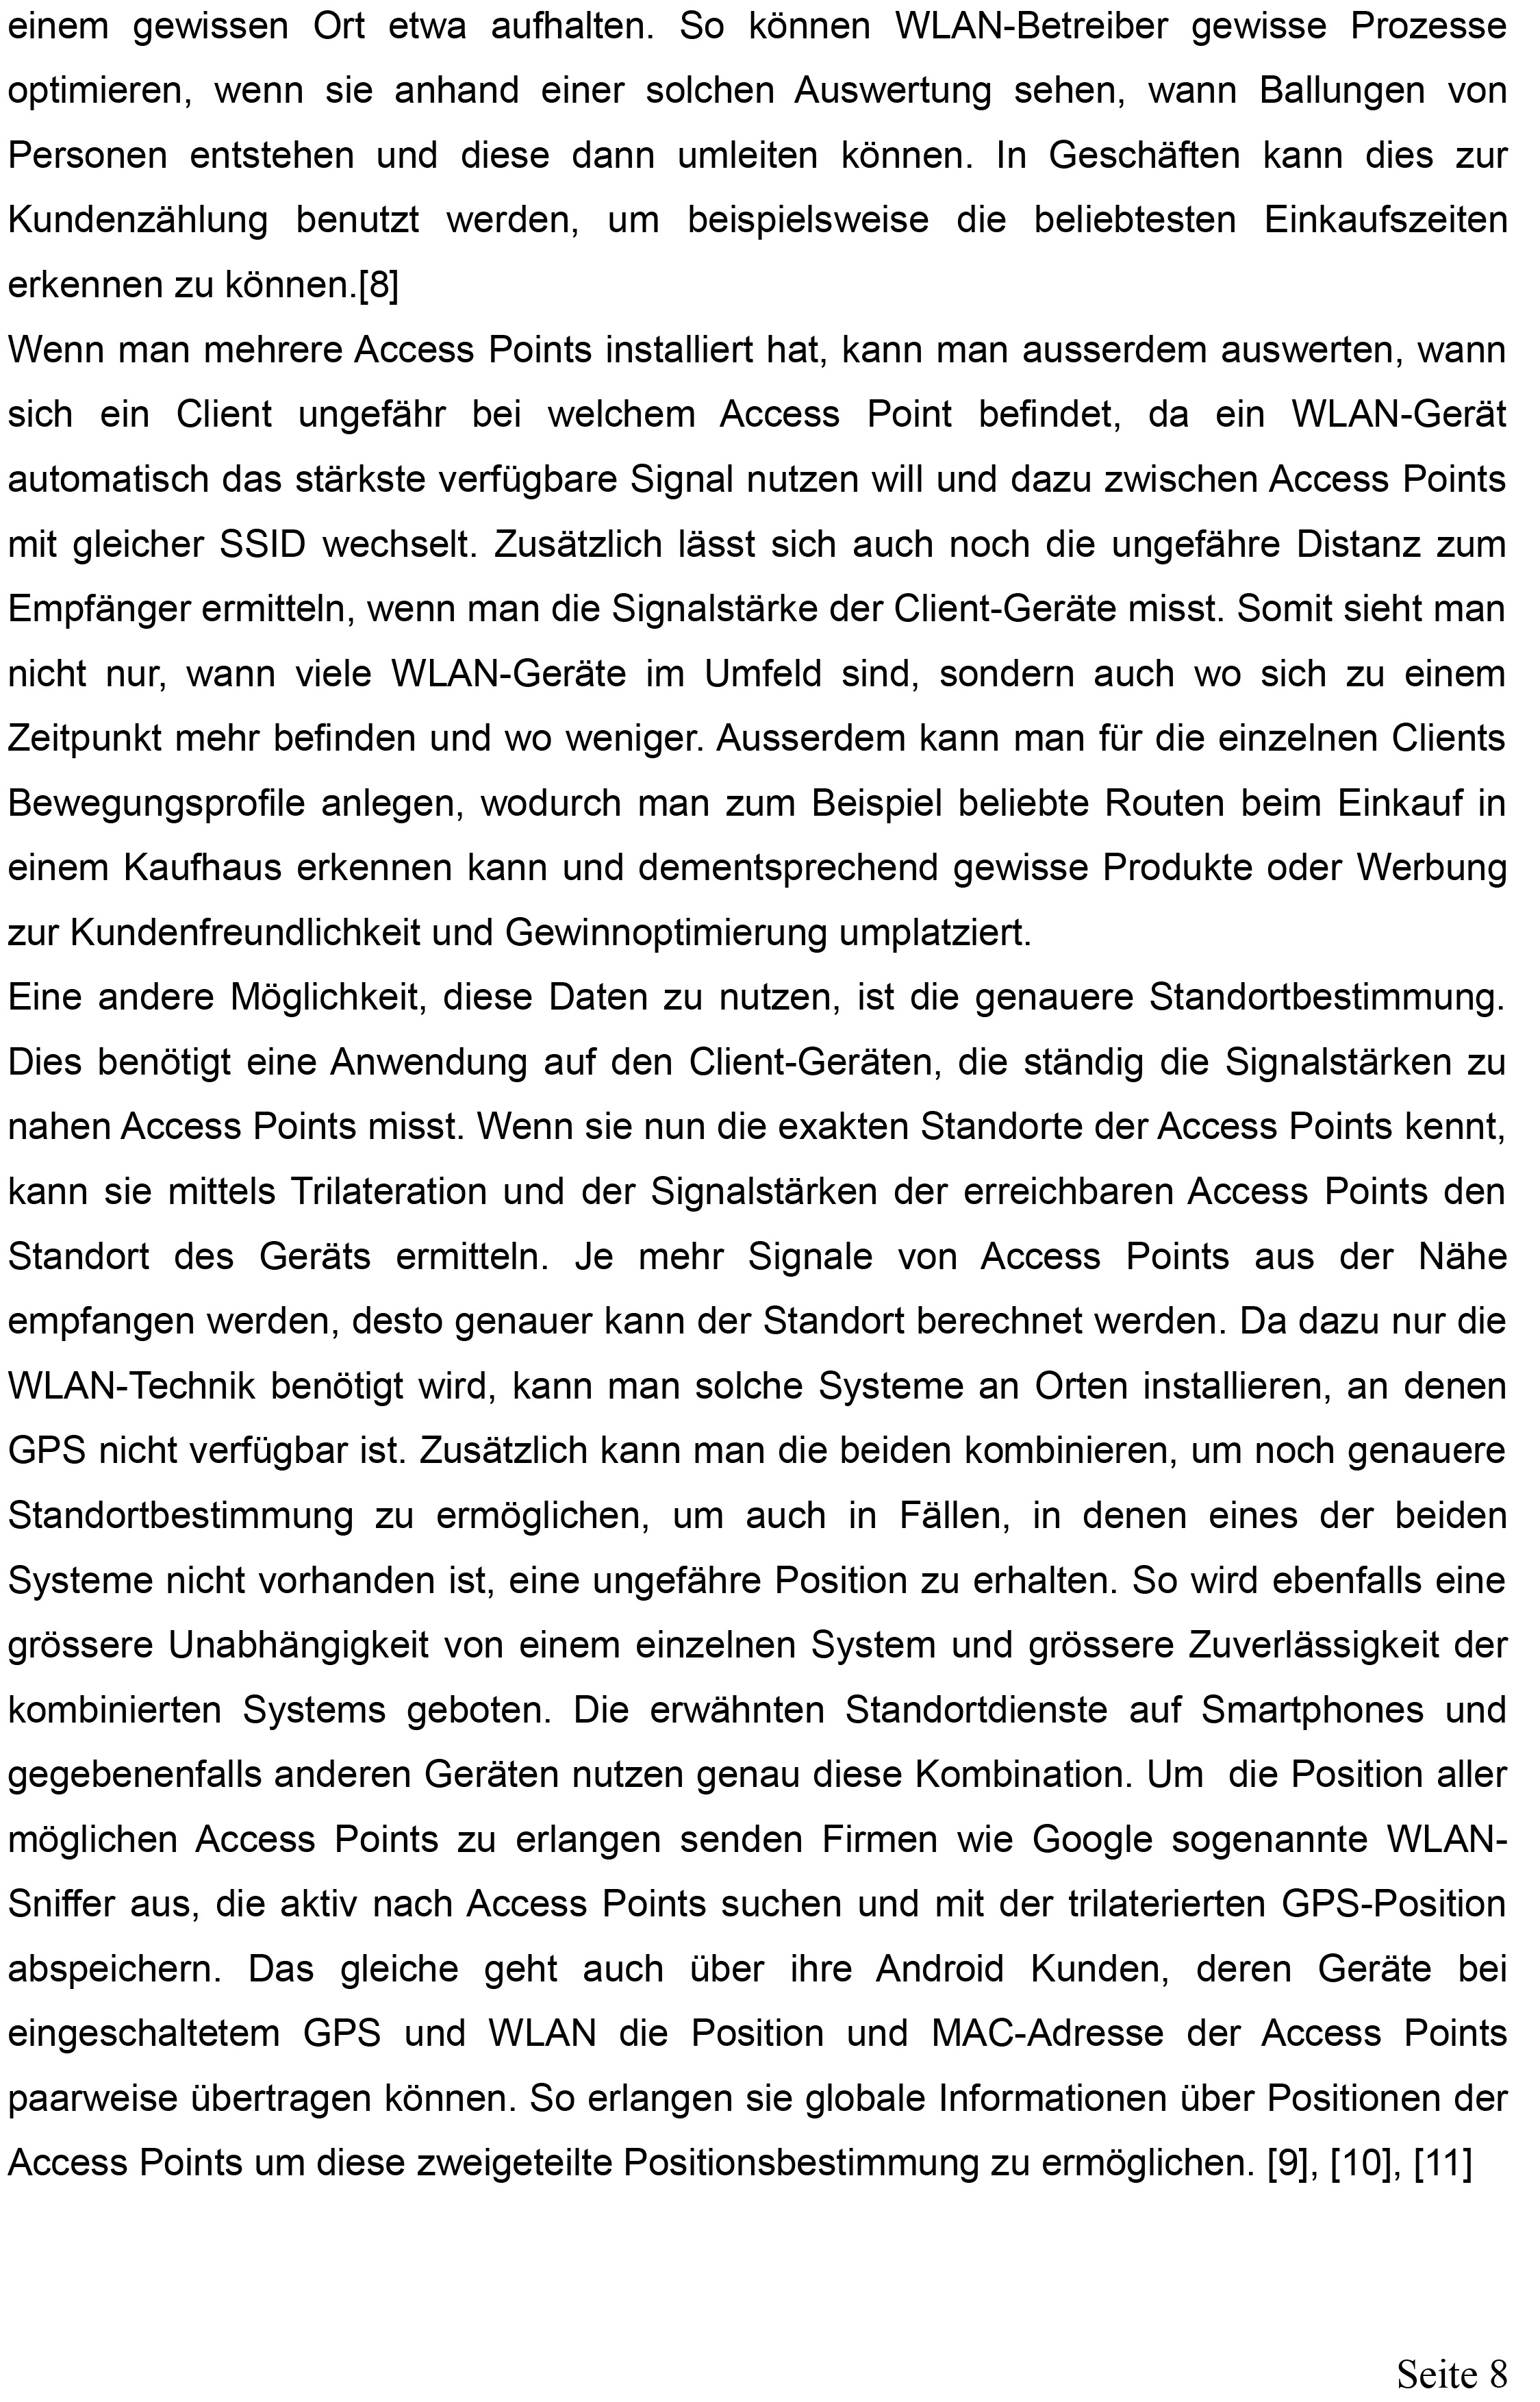 einem gewissen Ort etwa aufhalten. So können WLAN-Betreiber gewisse Prozesse
optimieren, wenn sie anhand einer solchen Auswertung sehen, wann Ballungen von
Personen entstehen und diese dann umleiten können. In Geschäften kann dies zur
Kundenzählung benutzt werden, um beispielsweise die beliebtesten Einkaufszeiten
erkennen zu können.[8]
Wenn man mehrere Access Points installiert hat, kann man ausserdem auswerten, wann
sich ein Client ungefähr bei welchem Access Point befindet, da ein WLAN-Gerät
automatisch das stärkste verfügbare Signal nutzen will und dazu zwischen Access Points
mit gleicher SSID wechselt. Zusätzlich lässt sich auch noch die ungefähre Distanz zum
Empfänger ermitteln, wenn man die Signalstärke der Client-Geräte misst. Somit sieht man
nicht nur, wann viele WLAN-Geräte im Umfeld sind, sondern auch wo sich zu einem
Zeitpunkt mehr befinden und wo weniger. Ausserdem kann man für die einzelnen Clients
Bewegungsprofile anlegen, wodurch man zum Beispiel beliebte Routen beim Einkauf in
einem Kaufhaus erkennen kann und dementsprechend gewisse Produkte oder Werbung
zur Kundenfreundlichkeit und Gewinnoptimierung umplatziert.
Eine andere Möglichkeit, diese Daten zu nutzen, ist die genauere Standortbestimmung.
Dies benötigt eine Anwendung auf den Client-Geräten, die ständig die Signalstärken zu
nahen Access Points misst. Wenn sie nun die exakten Standorte der Access Points kennt,
kann sie mittels Trilateration und der Signalstärken der erreichbaren Access Points den
Standort des Geräts ermitteln. Je mehr Signale von Access Points aus der Nähe
empfangen werden, desto genauer kann der Standort berechnet werden. Da dazu nur die
WLAN-Technik benötigt wird, kann man solche Systeme an Orten installieren, an denen
GPS nicht verfügbar ist. Zusätzlich kann man die beiden kombinieren, um noch genauere
Standortbestimmung zu ermöglichen, um auch in Fällen, in denen eines der beiden
Systeme nicht vorhanden ist, eine ungefähre Position zu erhalten. So wird ebenfalls eine
grössere Unabhängigkeit von einem einzelnen System und grössere Zuverlässigkeit der
kombinierten Systems geboten. Die erwähnten Standortdienste auf Smartphones und
gegebenenfalls anderen Geräten nutzen genau diese Kombination. Um  die Position aller
möglichen Access Points zu erlangen senden Firmen wie Google sogenannte WLAN-
Sniffer aus, die aktiv nach Access Points suchen und mit der trilaterierten GPS-Position
abspeichern. Das gleiche geht auch über ihre Android Kunden, deren Geräte bei
eingeschaltetem GPS und WLAN die Position und MAC-Adresse der Access Points
paarweise übertragen können. So erlangen sie globale Informationen über Positionen der
Access Points um diese zweigeteilte Positionsbestimmung zu ermöglichen. [9], [10], [11]
Seite 8